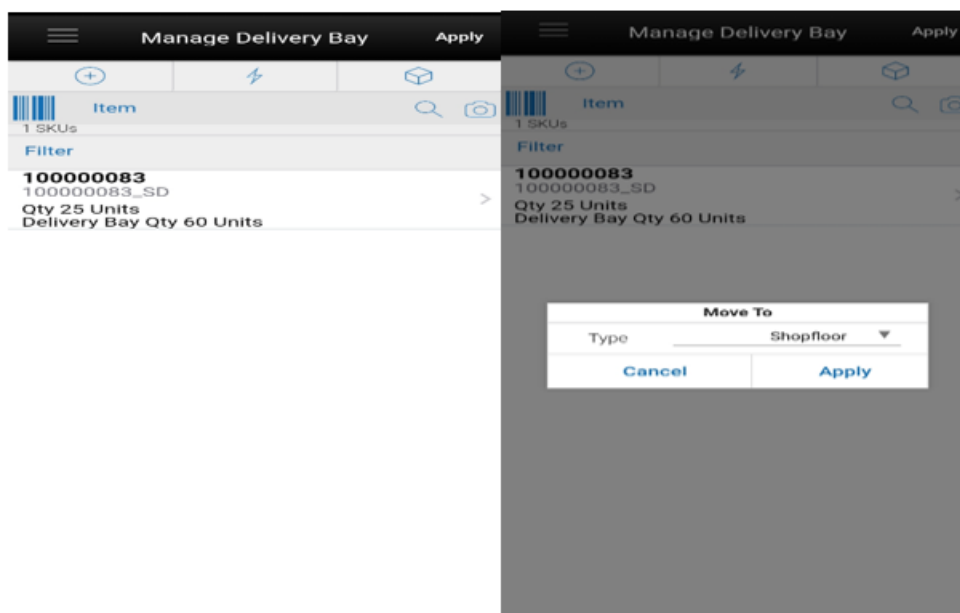 Manage Delivery Bay Apply
Item
1 SKUs
Filter
100000083
100000083_SD
Qty 25 Units
Delivery Bay Qty 60 Units
Manage Delivery Bay Apply
Item
1 SKUs
Filter
100000083
100000083_SD
Qty 25 Units
Delivery Bay Qty 60 Units
Move To
Type Shopfloor
Cancel Apply